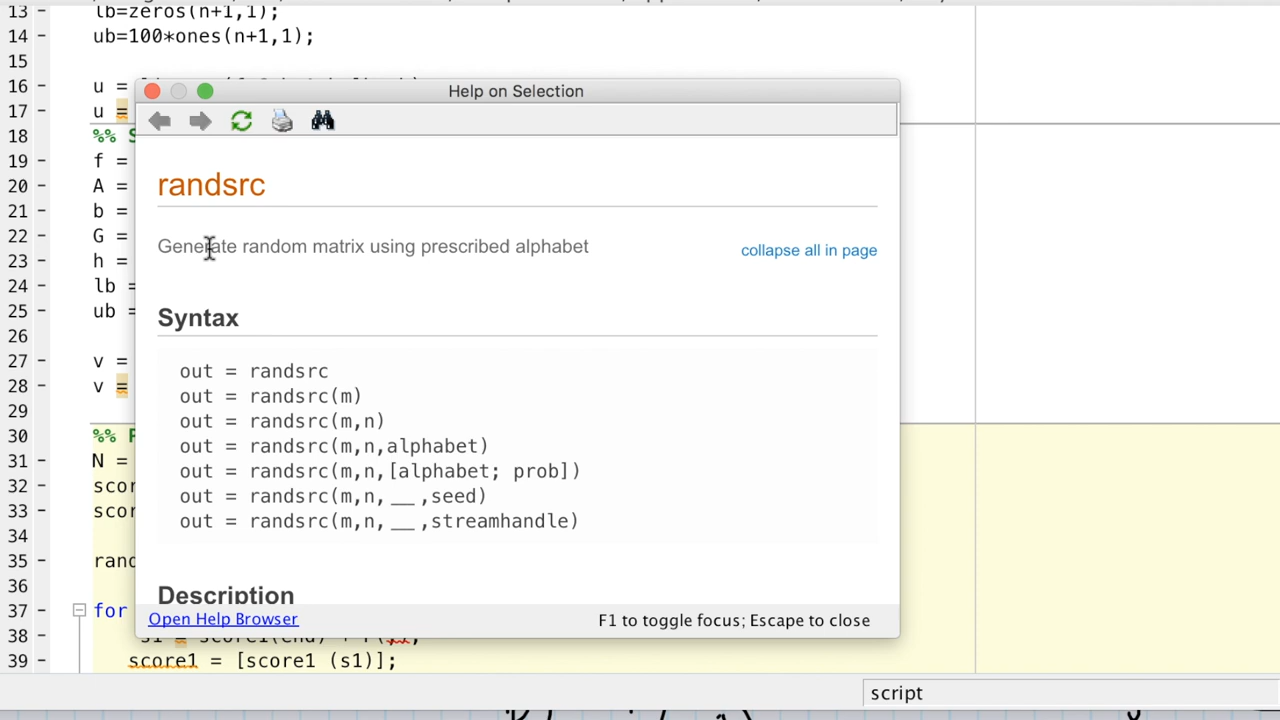 13 - lb=zeros(n+1,1);
14 - ub=100*ones(n+1,1);
15
16 - u =
17 - u =
18 %% S
19 - f =
20 - A =
21 - b =
22 - G =
23 - h =
24 - lb =
25 - ub =
26
27 - v =
28 - v =
29
30 %%
31 - N =
32 - scor
33 - scor
34
35 - rand
36
37 - for
38 - s1 = score1(end) +
39 - score1 = [score1 (s1)];
Help on Selection
randsrc
Generate random matrix using prescribed alphabet
collapse all in page
Syntax
out = randsrc
out = randsrc(m)
out = randsrc(m,n)
out = randsrc(m,n,alphabet)
out = randsrc(m,n,[alphabet; prob])
out = randsrc(m,n,__,seed)
out = randsrc(m,n,__,streamhandle)
Description
Open Help Browser
F1 to toggle focus; Escape to close
script